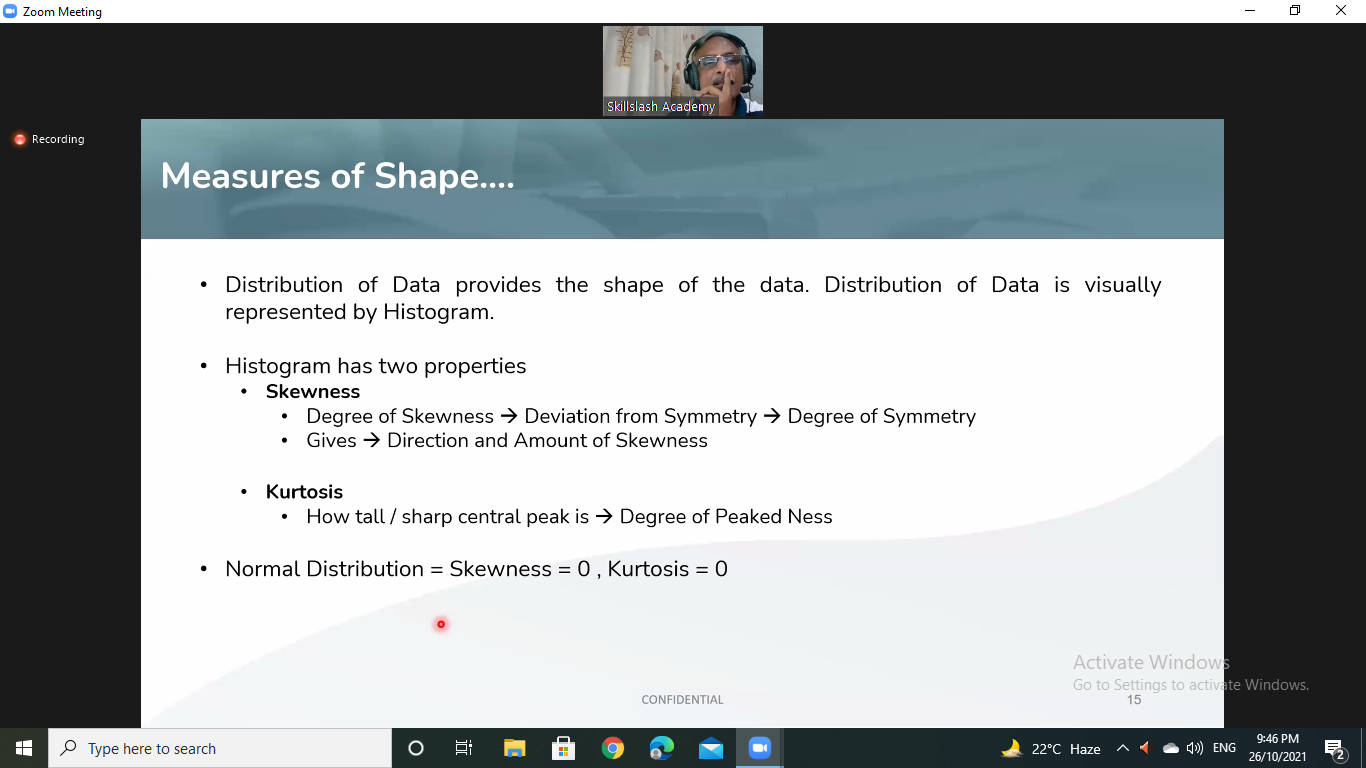 Zoom Meeting
Skillslash Academy
Recording
Measures of Shape....
• Distribution of Data provides the shape of the data. Distribution of Data is visually
represented by Histogram.
• Histogram has two properties
• Skewness
• Degree of Skewness → Deviation from Symmetry → Degree of Symmetry
• Gives → Direction and Amount of Skewness
• Kurtosis
• How tall / sharp central peak is → Degree of Peaked Ness
• Normal Distribution = Skewness = 0 , Kurtosis = 0
Activate Windows
Go to Settings to activate Windows.
CONFIDENTIAL
15
Type here to search
22°C Haze
ENG
9:46 PM
26/10/2021
2